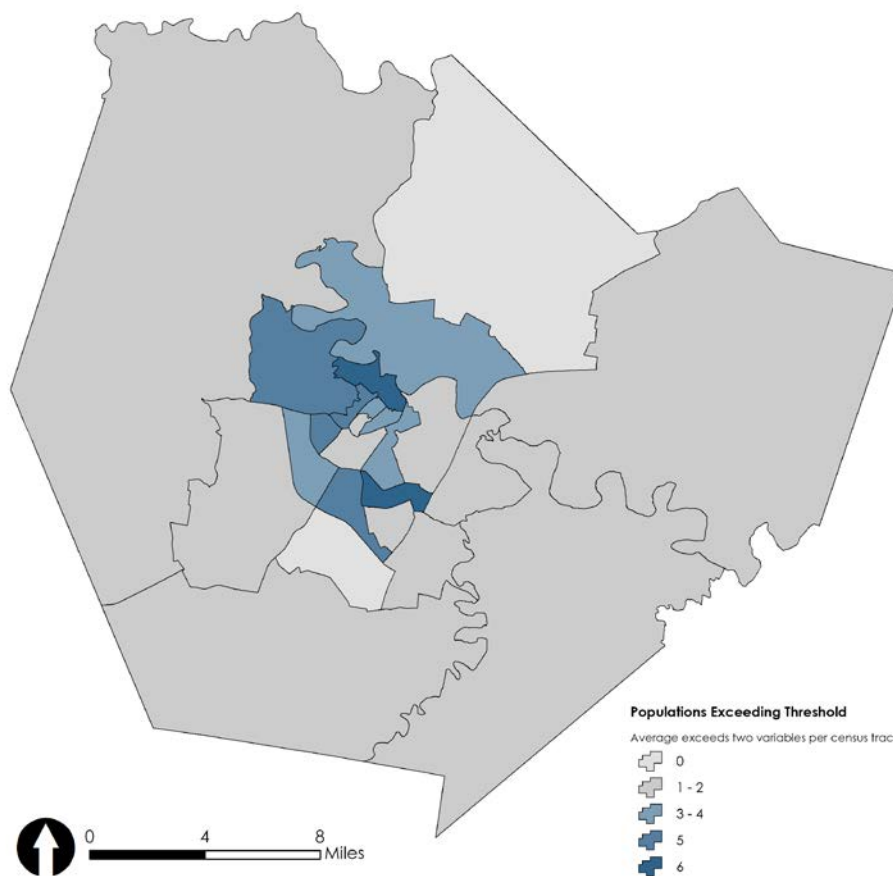 Populations Exceeding Threshold
Average exceeds two variables per census trac
0
1 - 2
3 - 4
5
6
0 4 8
Miles